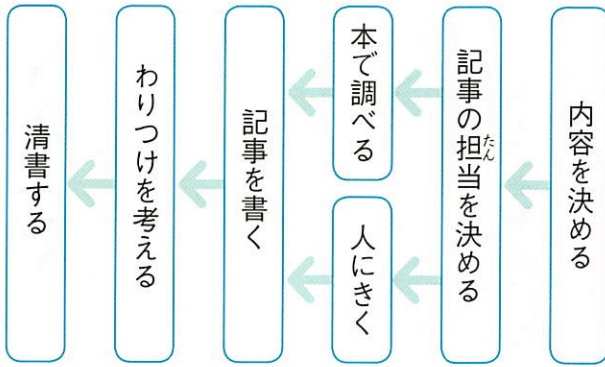 内容を決める
記事の担当を決める
たん
本で調べる
人にきく
記事を書く
わりつけを考える
清書する